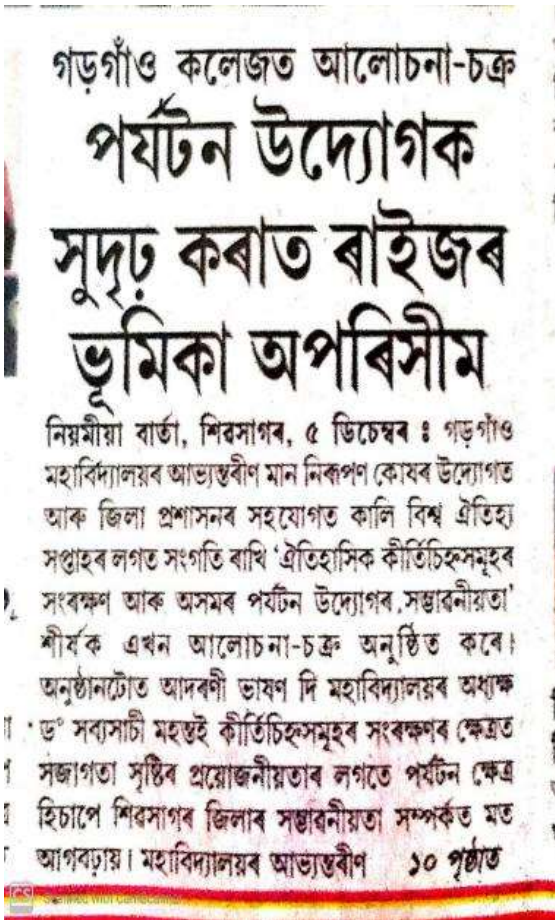 গড়গাঁও কলেজত আলোচনা-চক্ৰ
পৰ্যটন উদ্যোগক
সুদৃঢ় কৰাত ৰাইজৰ
ভূমিকা অপৰিসীম
নিয়মীয়া বাৰ্তা, শিৱসাগৰ, ৫ ডিচেম্বৰ ঃ গড়গাঁও
মহাবিদ্যালয়ৰ আভ্যন্তৰীণ মান নিৰূপণ কোষৰ উদ্যোগত
আৰু জিলা প্ৰশাসনৰ সহযোগত কালি বিশ্ব ঐতিহ্য
সপ্তাহৰ লগত সংগতি ৰাখি ‘ঐতিহাসিক কীৰ্তিচিহ্নসমূহৰ
সংৰক্ষণ আৰু অসমৰ পৰ্যটন উদ্যোগৰ সম্ভাৱনীয়তা’
শীৰ্ষক এখন আলোচনা-চক্ৰ অনুষ্ঠিত কৰে।
অনুষ্ঠানটোত আদৰণী ভাষণ দি মহাবিদ্যালয়ৰ অধ্যক্ষ
ড° সব্যসাচী মহন্তই কীৰ্তিচিহ্নসমূহৰ সংৰক্ষণৰ ক্ষেত্ৰত
সজাগতা সৃষ্টিৰ প্ৰয়োজনীয়তাৰ লগতে পৰ্যটন ক্ষেত্ৰ
হিচাপে শিৱসাগৰ জিলাৰ সম্ভাৱনীয়তা সম্পৰ্কত মত
আগবঢ়ায়। মহাবিদ্যালয়ৰ আভ্যন্তৰীণ ১০ পৃষ্ঠাত
CS